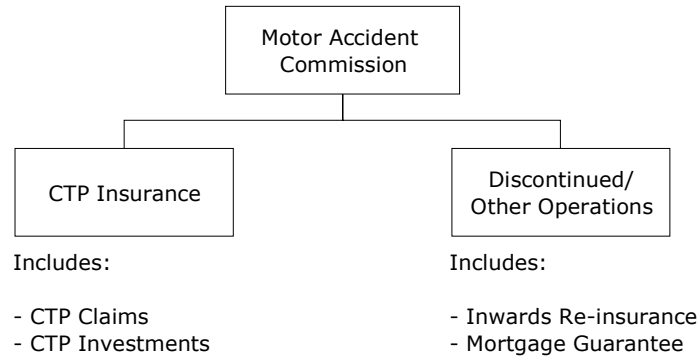 Motor Accident
Commission
CTP Insurance
Discontinued/
Other Operations
Includes:
- CTP Claims
- CTP Investments
Includes:
- Inwards Re-insurance
- Mortgage Guarantee